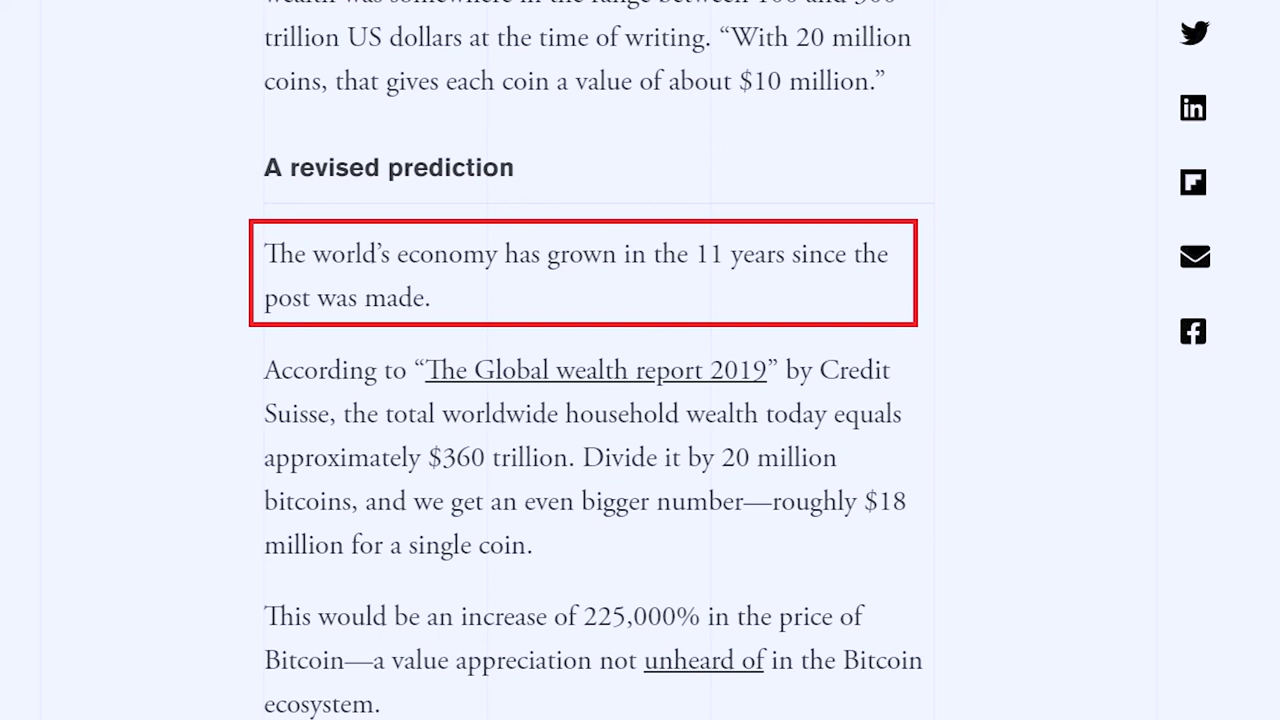 trillion US dollars at the time of writing. “With 20 million
coins, that gives each coin a value of about $10 million.”
A revised prediction
The world’s economy has grown in the 11 years since the
post was made.
According to “The Global wealth report 2019” by Credit
Suisse, the total worldwide household wealth today equals
approximately $360 trillion. Divide it by 20 million
bitcoins, and we get an even bigger number—roughly $18
million for a single coin.
This would be an increase of 225,000% in the price of
Bitcoin—a value appreciation not unheard of in the Bitcoin
ecosystem.